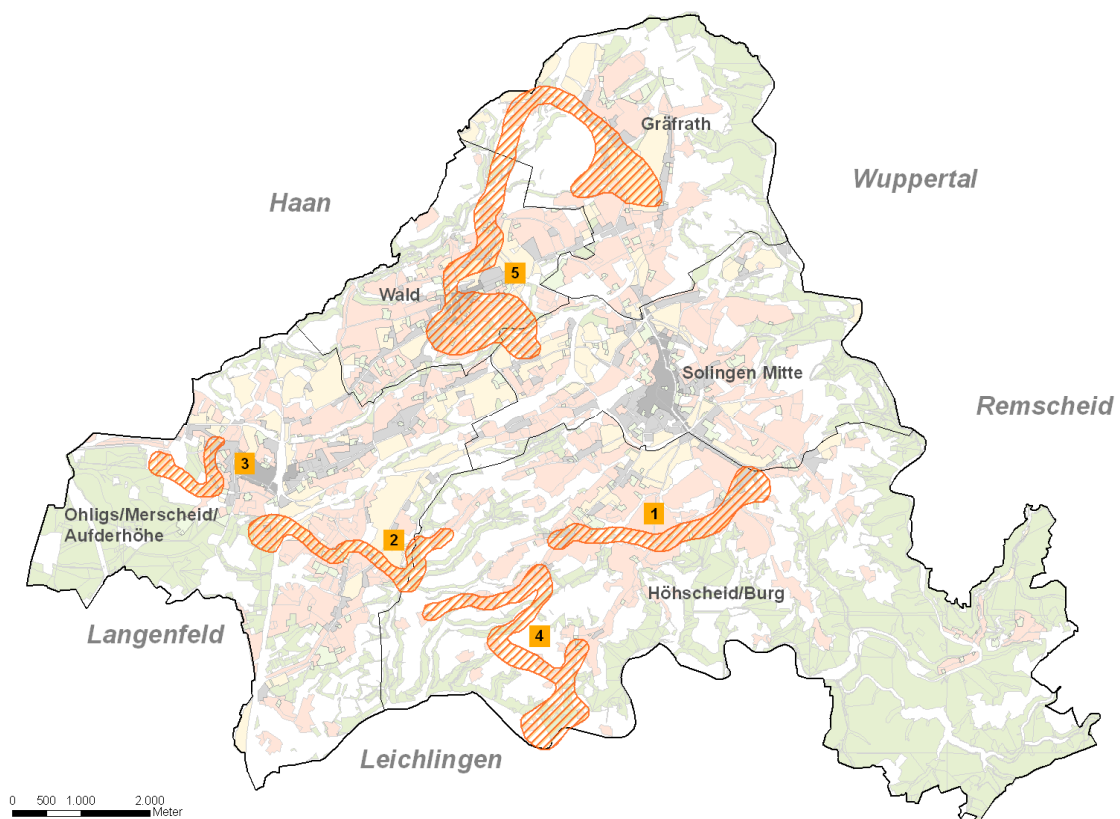 Gräfrath
Wuppertal
Haan
5
Wald
Solingen Mitte
Remscheid
3
Ohligs/Merscheid/
Aufderhöhe
1
2
Höhscheid/Burg
Langenfeld
4
Leichlingen
0 500 1.000 2.000
Meter